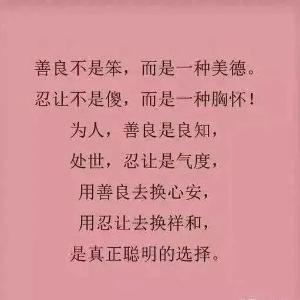 善良不是笨，而是一种美德。
忍让不是傻，而是一种胸怀！
为人，善良是良知，
处世，忍让是气度，
用善良去换心安，
用忍让去换祥和，
是真正聪明的选择。